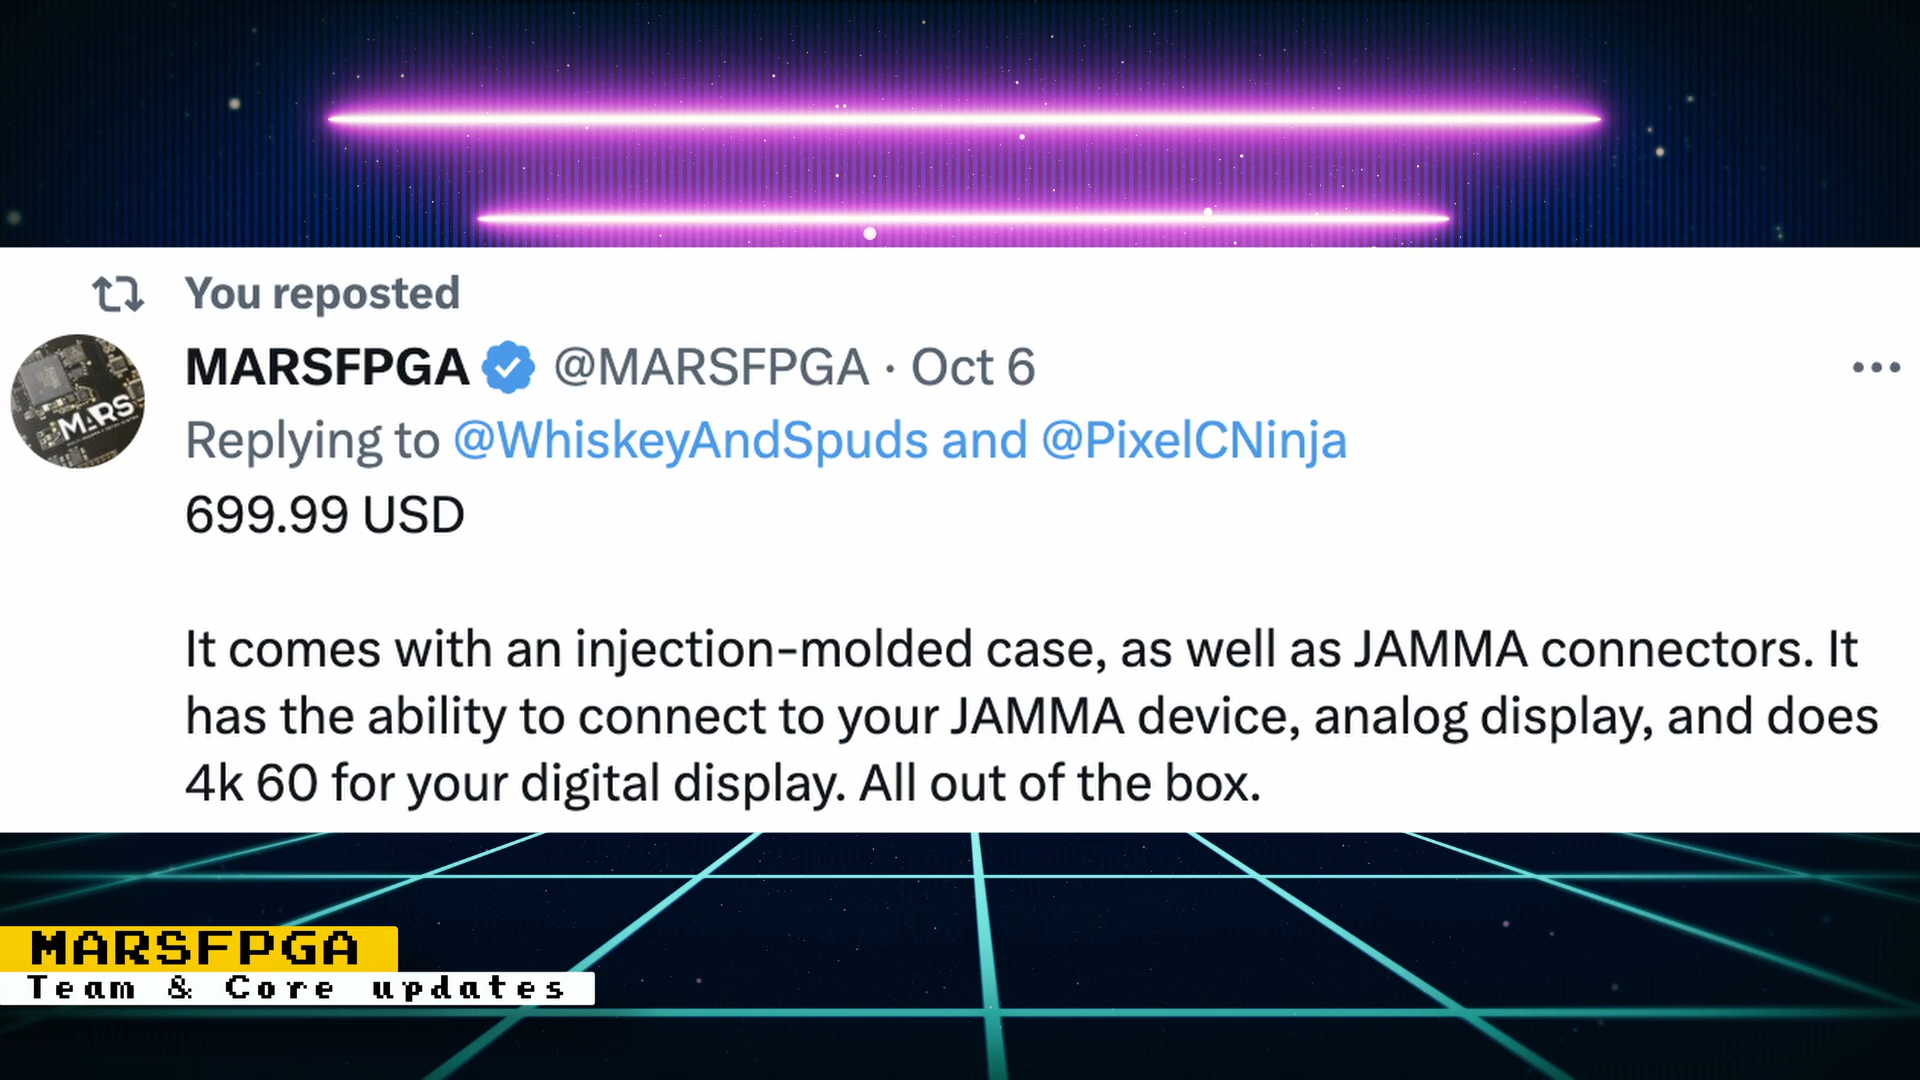 You reposted
MARSFPGA @MARSFPGA · Oct 6
Replying to @WhiskeyAndSpuds and @PixelCNinja
699.99 USD
It comes with an injection-molded case, as well as JAMMA connectors. It
has the ability to connect to your JAMMA device, analog display, and does
4k 60 for your digital display. All out of the box.
MARS
MARSFPGA
Team & Core updates